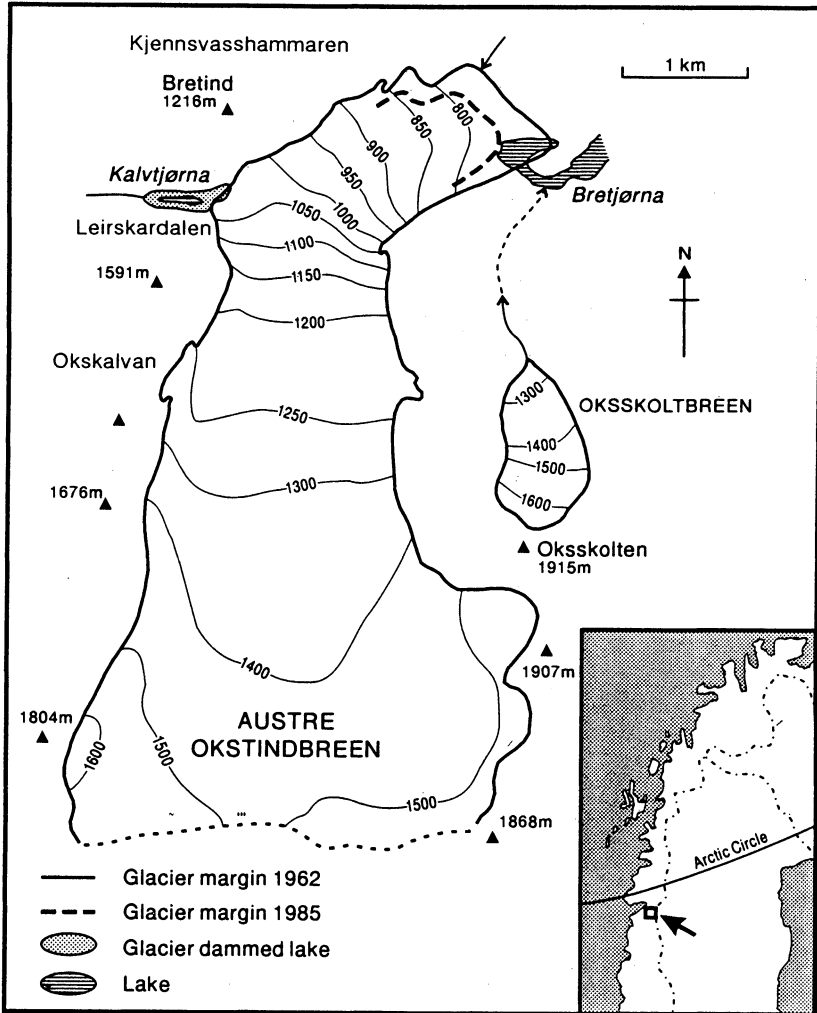 Kjennsvasshammaren
Bretind
1216m
1 km
800
850
900
950
1000
1050
1100
1150
1200
1250
1300
1400
1500
1500
1600
Kalvtjørna
Leirskardalen
Bretjørna
1591m
N
Okskalvan
OKSSKOLTBREEN
1300
1400
1500
1600
1676m
Oksskolten
1915m
1907m
1804m
AUSTRE
OKSTINDBREEN
1868m
Arctic Circle
Glacier margin 1962
Glacier margin 1985
Glacier dammed lake
Lake